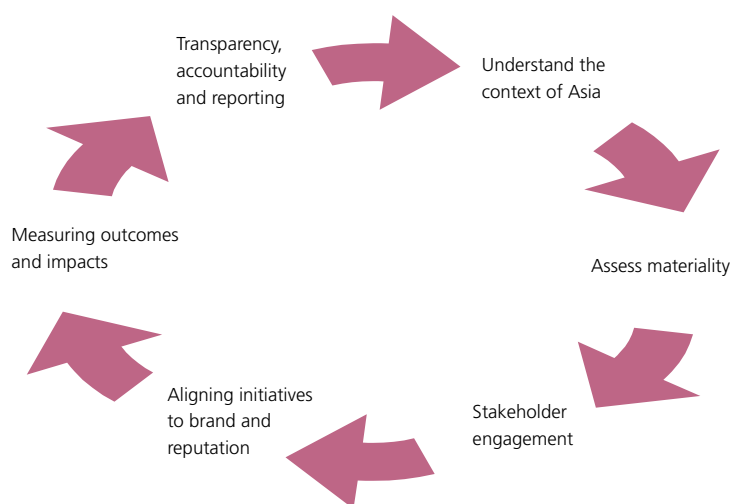 Transparency,
accountability
and reporting
Understand the
context of Asia
Assess materiality
Stakeholder
engagement
Aligning initiatives
to brand and
reputation
Measuring outcomes
and impacts